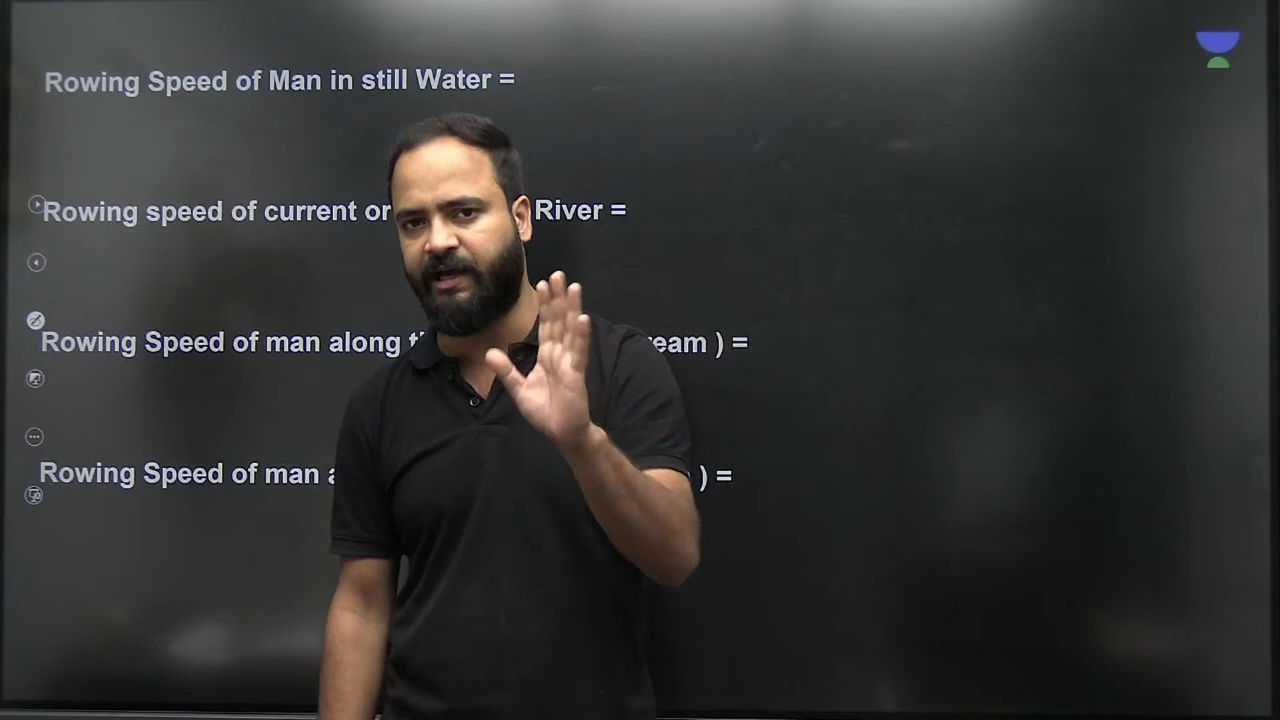 Rowing Speed of Man in still Water =
Rowing speed of current or River =
Rowing Speed of man along ) =
Rowing Speed of man ) =